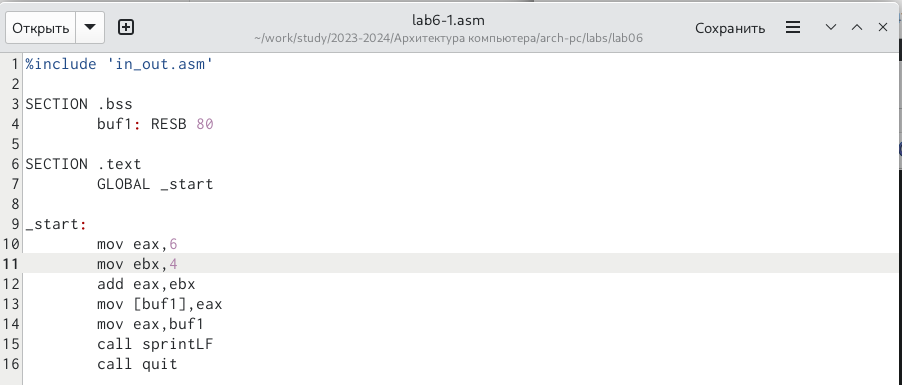 Открыть
lab6-1.asm
~/work/study/2023-2024/Архитектура компьютера/arch-pc/labs/lab06
Сохранить
1 %include 'in_out.asm'
2
3 SECTION .bss
4 buf1: RESB 80
5
6 SECTION .text
7 GLOBAL _start
8
9 _start:
10 mov eax,6
11 mov ebx,4
12 add eax,ebx
13 mov [buf1],eax
14 mov eax,buf1
15 call sprintLF
16 call quit